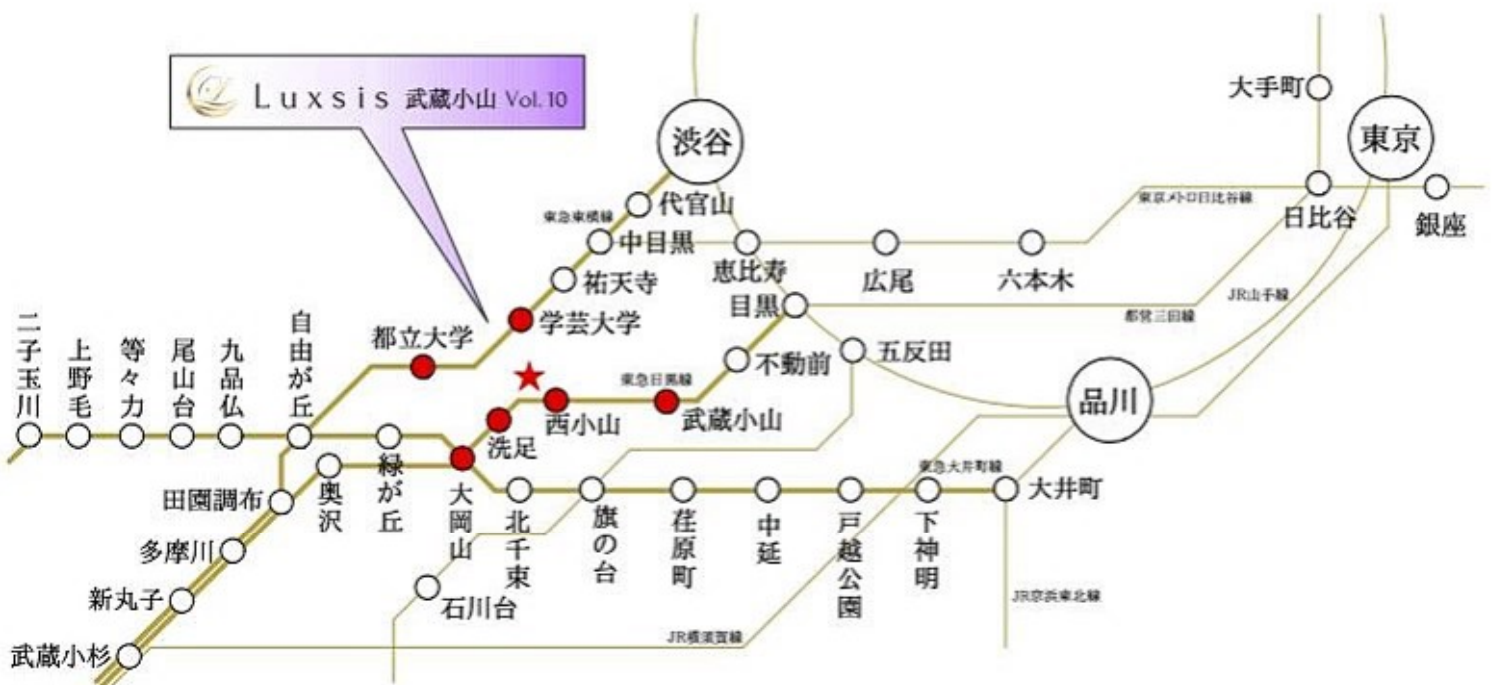 Luxsis 武蔵小山 Vol.10
渋谷
大手町
東京
代官山
東急東横線
中目黒
恵比寿
広尾
六本木
東京メトロ日比谷線
日比谷
銀座
祐天寺
目黒
JR山手線
都営三田線
学芸大学
都立大学
不動前
五反田
東急目黒線
品川
西小山
武蔵小山
洗足
二子玉川
上野毛
等々力
尾山台
九品仏
自由が丘
緑が丘
奥沢
大岡山
北千束
旗の台
荏原町
中延
戸越公園
下神明
東急大井町線
大井町
田園調布
多摩川
新丸子
武蔵小杉
石川台
JR横須賀線
JR京浜東北線